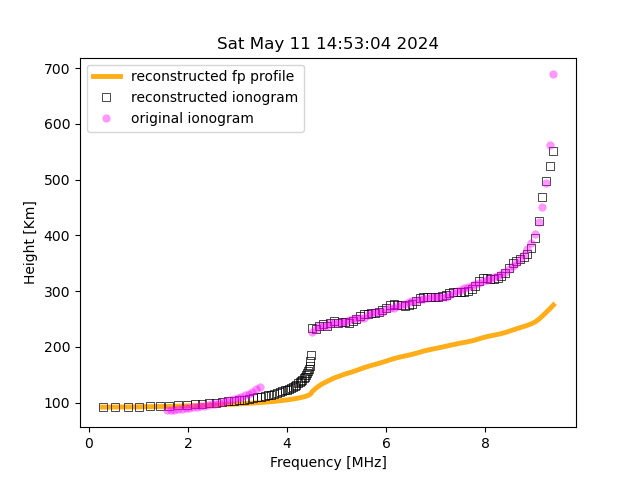 Sat May 11 14:53:04 2024
reconstructed fp profile
reconstructed ionogram
original ionogram
Height [Km]
700
600
500
400
300
200
100
0 2 4 6 8
Frequency [MHz]